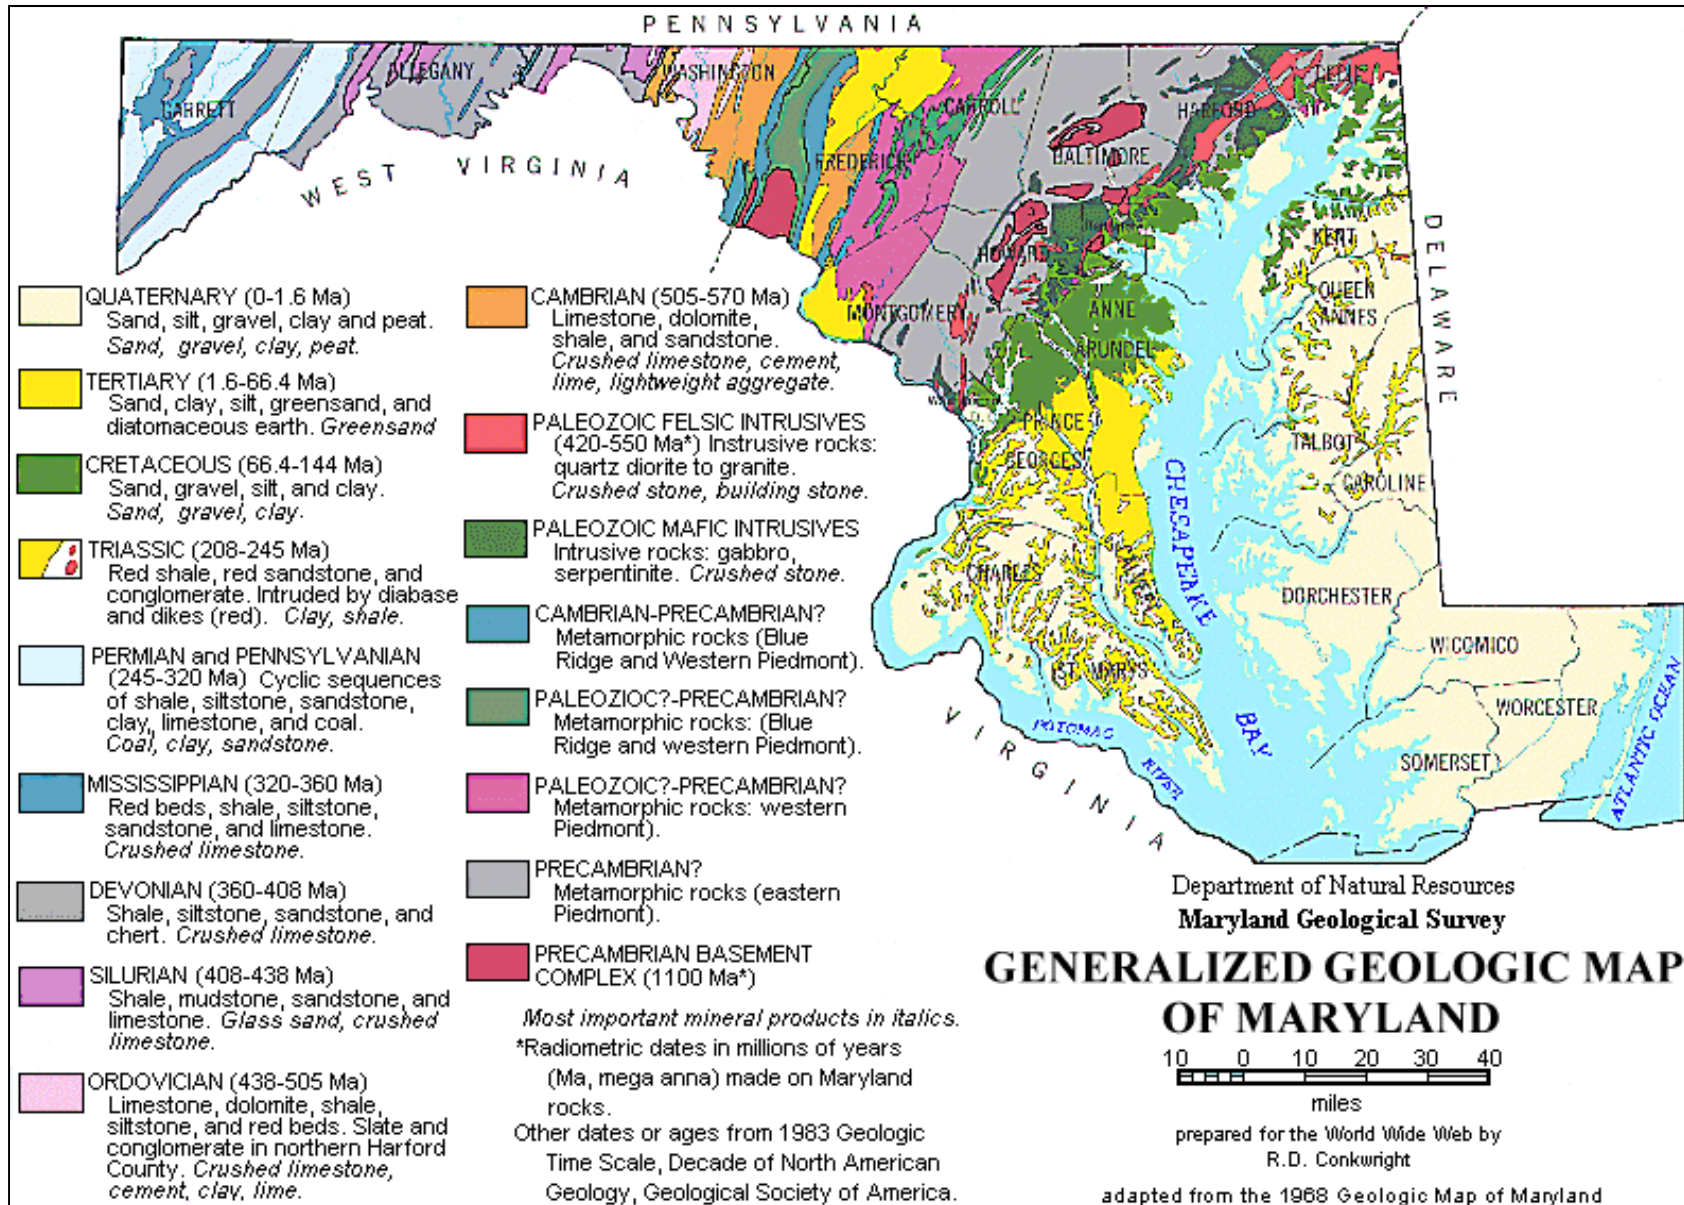 PENNSYLVANIA
GARRETT
ALLEGANY
WASHINGTON
FREDERICK
CARROLL
BALTIMORE
HARFORD
CECIL
WEST VIRGINIA
HOWARD
MONTGOMERY
ANNE
ARUNDEL
KENT
QUEEN
ANNES
DELAWARE
PRINCE
GEORGES
TALBOT
CAROLINE
CHARLES
CALVERT
ST. MARYS
CHESAPEAKE
BAY
DORCHESTER
WICOMICO
WORCESTER
SOMERSET
ATLANTIC OCEAN
POTOMAC
RIVER
VIRGINIA
QUATERNARY (0-1.6 Ma)
Sand, silt, gravel, clay and peat.
Sand, gravel, clay, peat.
TERTIARY (1.6-66.4 Ma)
Sand, clay, silt, greensand, and
diatomaceous earth. Greensand
CRETACEOUS (66.4-144 Ma)
Sand, gravel, silt, and clay.
Sand, gravel, clay.
TRIASSIC (208-245 Ma)
Red shale, red sandstone, and
conglomerate. Intruded by diabase
and dikes (red). Clay, shale.
PERMIAN and PENNSYLVANIAN
(245-320 Ma) Cyclic sequences
of shale, siltstone, sandstone,
clay, limestone, and coal.
Coal, clay, sandstone.
MISSISSIPPIAN (320-360 Ma)
Red beds, shale, siltstone,
sandstone, and limestone.
Crushed limestone.
DEVONIAN (360-408 Ma)
Shale, siltstone, sandstone, and
chert. Crushed limestone.
SILURIAN (408-438 Ma)
Shale, mudstone, sandstone, and
limestone. Glass sand, crushed
limestone.
ORDOVICIAN (438-505 Ma)
Limestone, dolomite, shale,
siltstone, and red beds. Slate and
conglomerate in northern Harford
County. Crushed limestone,
cement, clay, lime.
CAMBRIAN (505-570 Ma)
Limestone, dolomite,
shale, and sandstone.
Crushed limestone, cement,
lime, lightweight aggregate.
PALEOZOIC FELSIC INTRUSIVES
(420-550 Ma*) Instrusive rocks:
quartz diorite to granite.
Crushed stone, building stone.
PALEOZOIC MAFIC INTRUSIVES
Intrusive rocks: gabbro,
serpentinite. Crushed stone.
CAMBRIAN-PRECAMBRIAN?
Metamorphic rocks (Blue
Ridge and Western Piedmont).
PALEOZIOC?-PRECAMBRIAN?
Metamorphic rocks: (Blue
Ridge and western Piedmont).
PALEOZOIC?-PRECAMBRIAN?
Metamorphic rocks: western
Piedmont).
PRECAMBRIAN?
Metamorphic rocks (eastern
Piedmont).
PRECAMBRIAN BASEMENT
COMPLEX (1100 Ma*)
Most important mineral products in italics.
*Radiometric dates in millions of years
(Ma, mega anna) made on Maryland
rocks.
Other dates or ages from 1983 Geologic
Time Scale, Decade of North American
Geology, Geological Society of America.
Department of Natural Resources
Maryland Geological Survey
GENERALIZED GEOLOGIC MAP
OF MARYLAND
10 0 10 20 30 40
miles
prepared for the World Wide Web by
R.D. Conkwright
adapted from the 1968 Geologic Map of Maryland